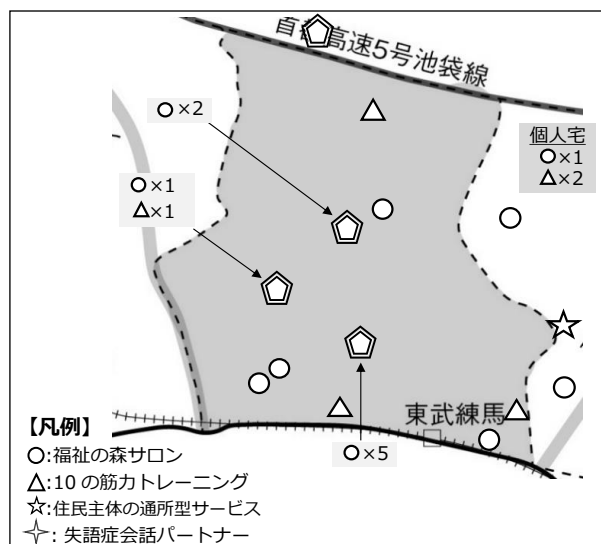 首都高速5号池袋線
○×2
個人宅
○×1
△×2
○×1
△×1
東武練馬
○×5
【凡例】
○:福祉の森サロン
△:10の筋力トレーニング
☆:住民主体の通所型サービス
✧: 失語症会話パートナー